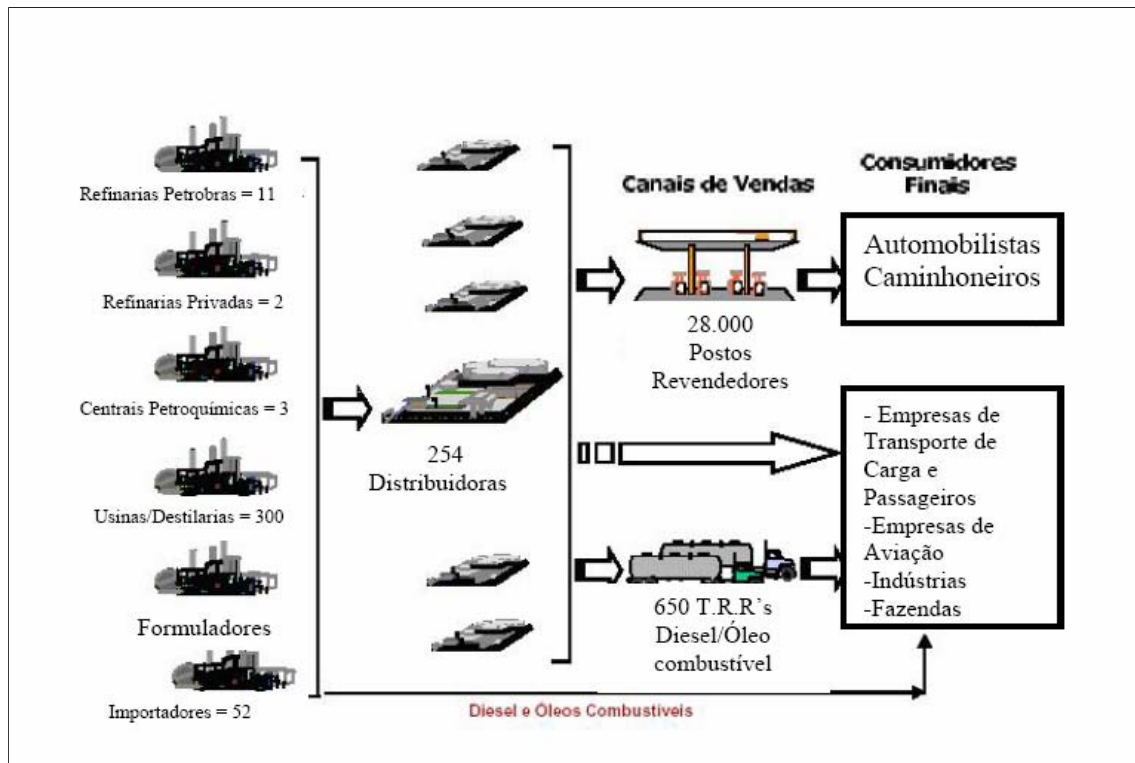 Refinarias Petrobras = 11
Refinarias Privadas = 2
Centrais Petroquímicas = 3
Usinas/Destilarias = 300
Formuladores
Importadores = 52
254
Distribuidoras
Canais de Vendas
28.000
Postos
Revendedores
650 T.R.R’s
Diesel/Óleo
combustível
Consumidores
Finais
Automobilistas
Caminhoneiros
- Empresas de
Transporte de
Carga e
Passageiros
-Empresas de
Aviação
-Indústrias
-Fazendas
Diesel e Óleos Combustíveis